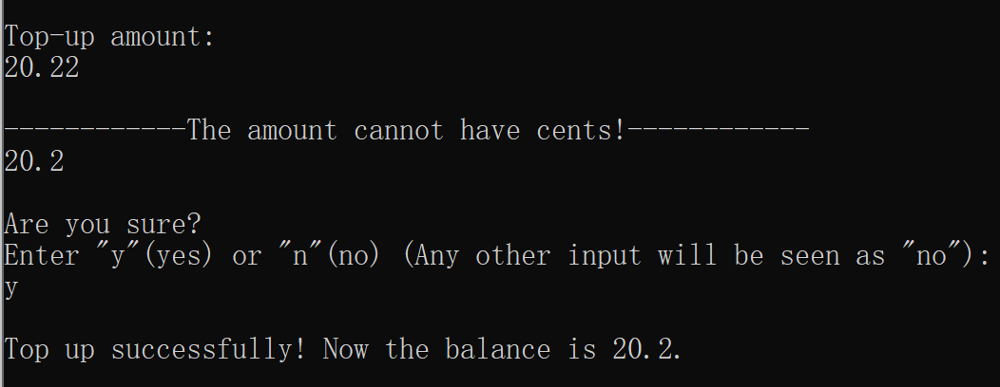 Top-up amount:
20.22
------------The amount cannot have cents!------------
20.2
Are you sure?
Enter "y"(yes) or "n"(no) (Any other input will be seen as "no"):
y
Top up successfully! Now the balance is 20.2.